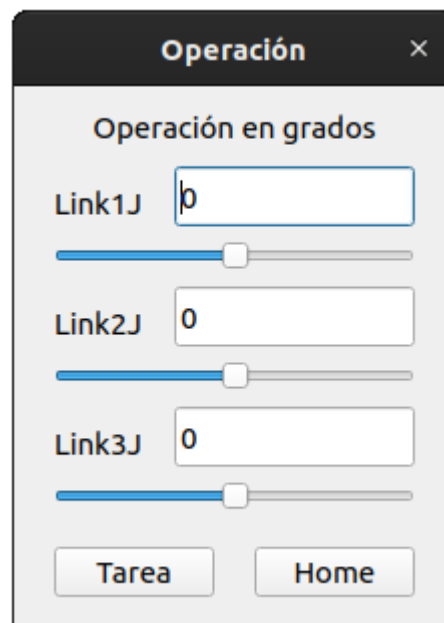 Operación ×
Operación en grados
Link1J 0
Link2J 0
Link3J 0
Tarea Home